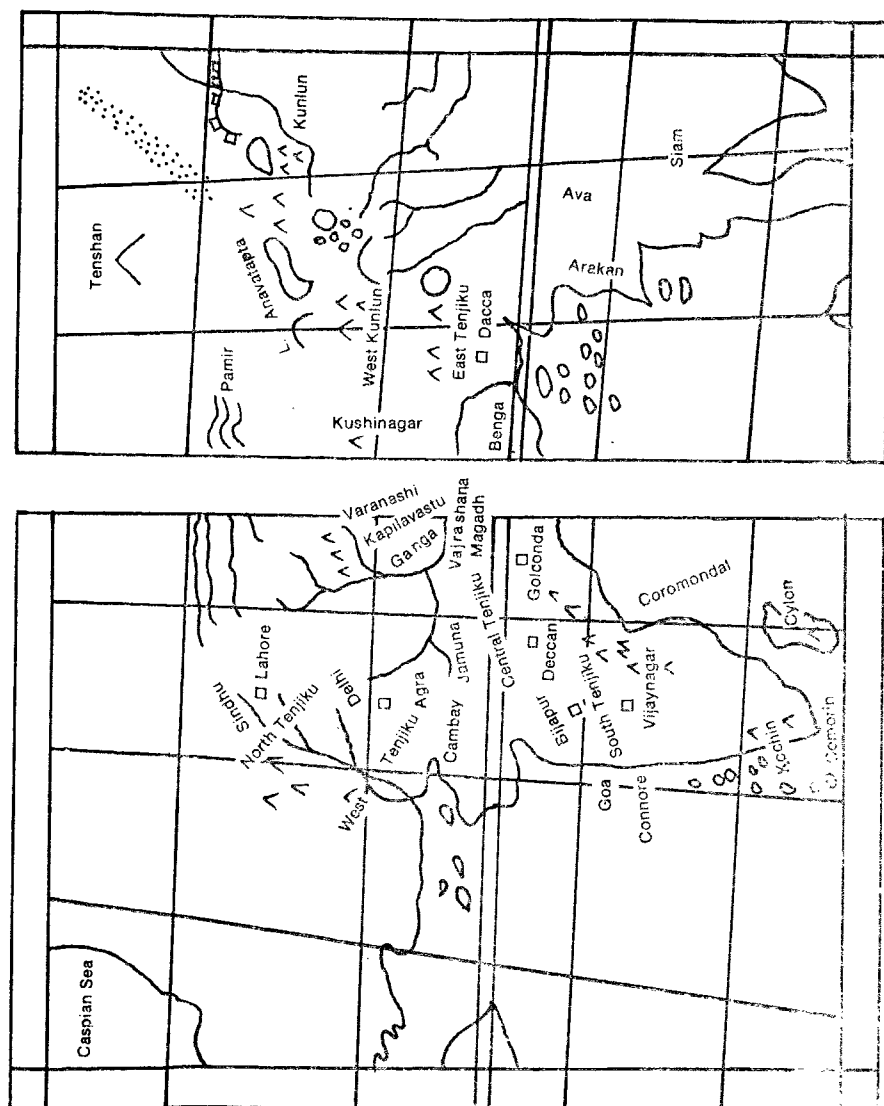 Tenshan
Pamir
Anavatapta
Kunlun
West Kunlun
Kushinagar
East Tenjiku
Dacca
Benga
Ava
Arakan
Siam
Caspian Sea
Sindhu
Lahore
North Tenjiku
Delhi
West Tenjiku
Agra
Cambay
Jamuna
Varanashi
Kapilavastu
Ganga
Vajrashana
Magadh
Central Tenjiku
Golconda
Deccan
Bijapur
South Tenjiku
Vijaynagar
Goa
Connore
Coromondal
Cylon
Kochin
Comorin